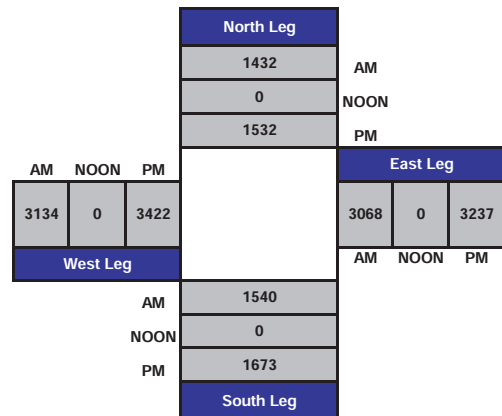 North Leg
1432 AM
0 NOON
1532 PM
AM NOON PM East Leg
3134 0 3422 3068 0 3237
West Leg AM NOON PM
AM 1540
NOON 0
PM 1673
South Leg